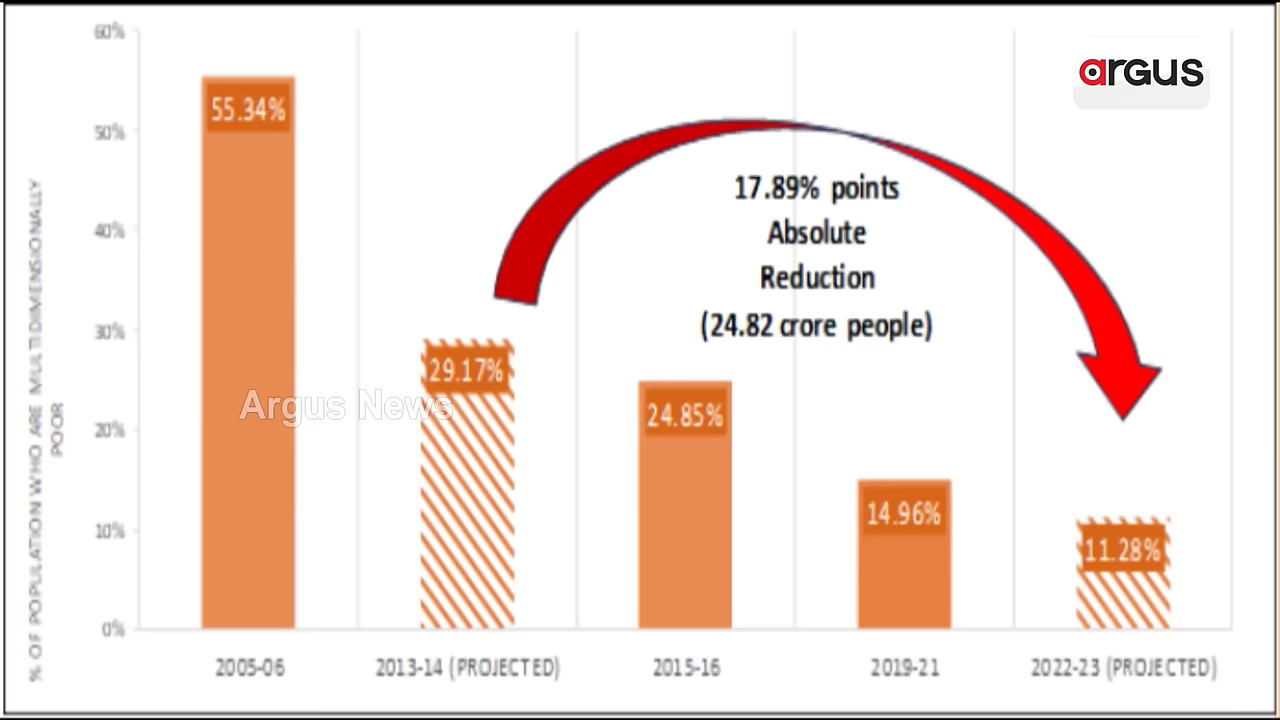 60%
argus
55.34%
50%
17.89% points
40%
Absolute
Reduction
(24.82 crore people)
30%
29.17%
Argus News
24.85%
20%
14.96%
10%
11.28%
0%
2005-06
2013-14 (PROJECTED)
2015-16
2019-21
2022-23 (PROJECTED)
% OF POPULATION WHO ARE MULTIDIMENSIONALLY
POOR